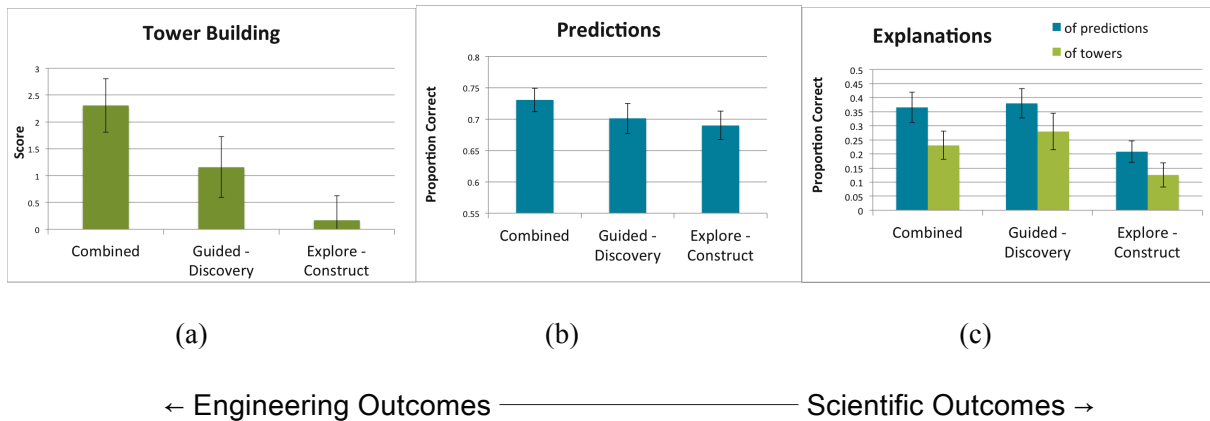 Tower Building
3
2.5
2
1.5
1
0.5
0
Score
Combined
Guided -
Discovery
Explore -
Construct
Predictions
0.8
0.75
0.7
0.65
0.6
0.55
Proportion Correct
Combined
Guided -
Discovery
Explore -
Construct
Explanations
of predictions
of towers
0.5
0.45
0.4
0.35
0.3
0.25
0.2
0.15
0.1
0.05
0
Proportion Correct
Combined
Guided -
Discovery
Explore -
Construct
(a)
(b)
(c)
← Engineering Outcomes
Scientific Outcomes →